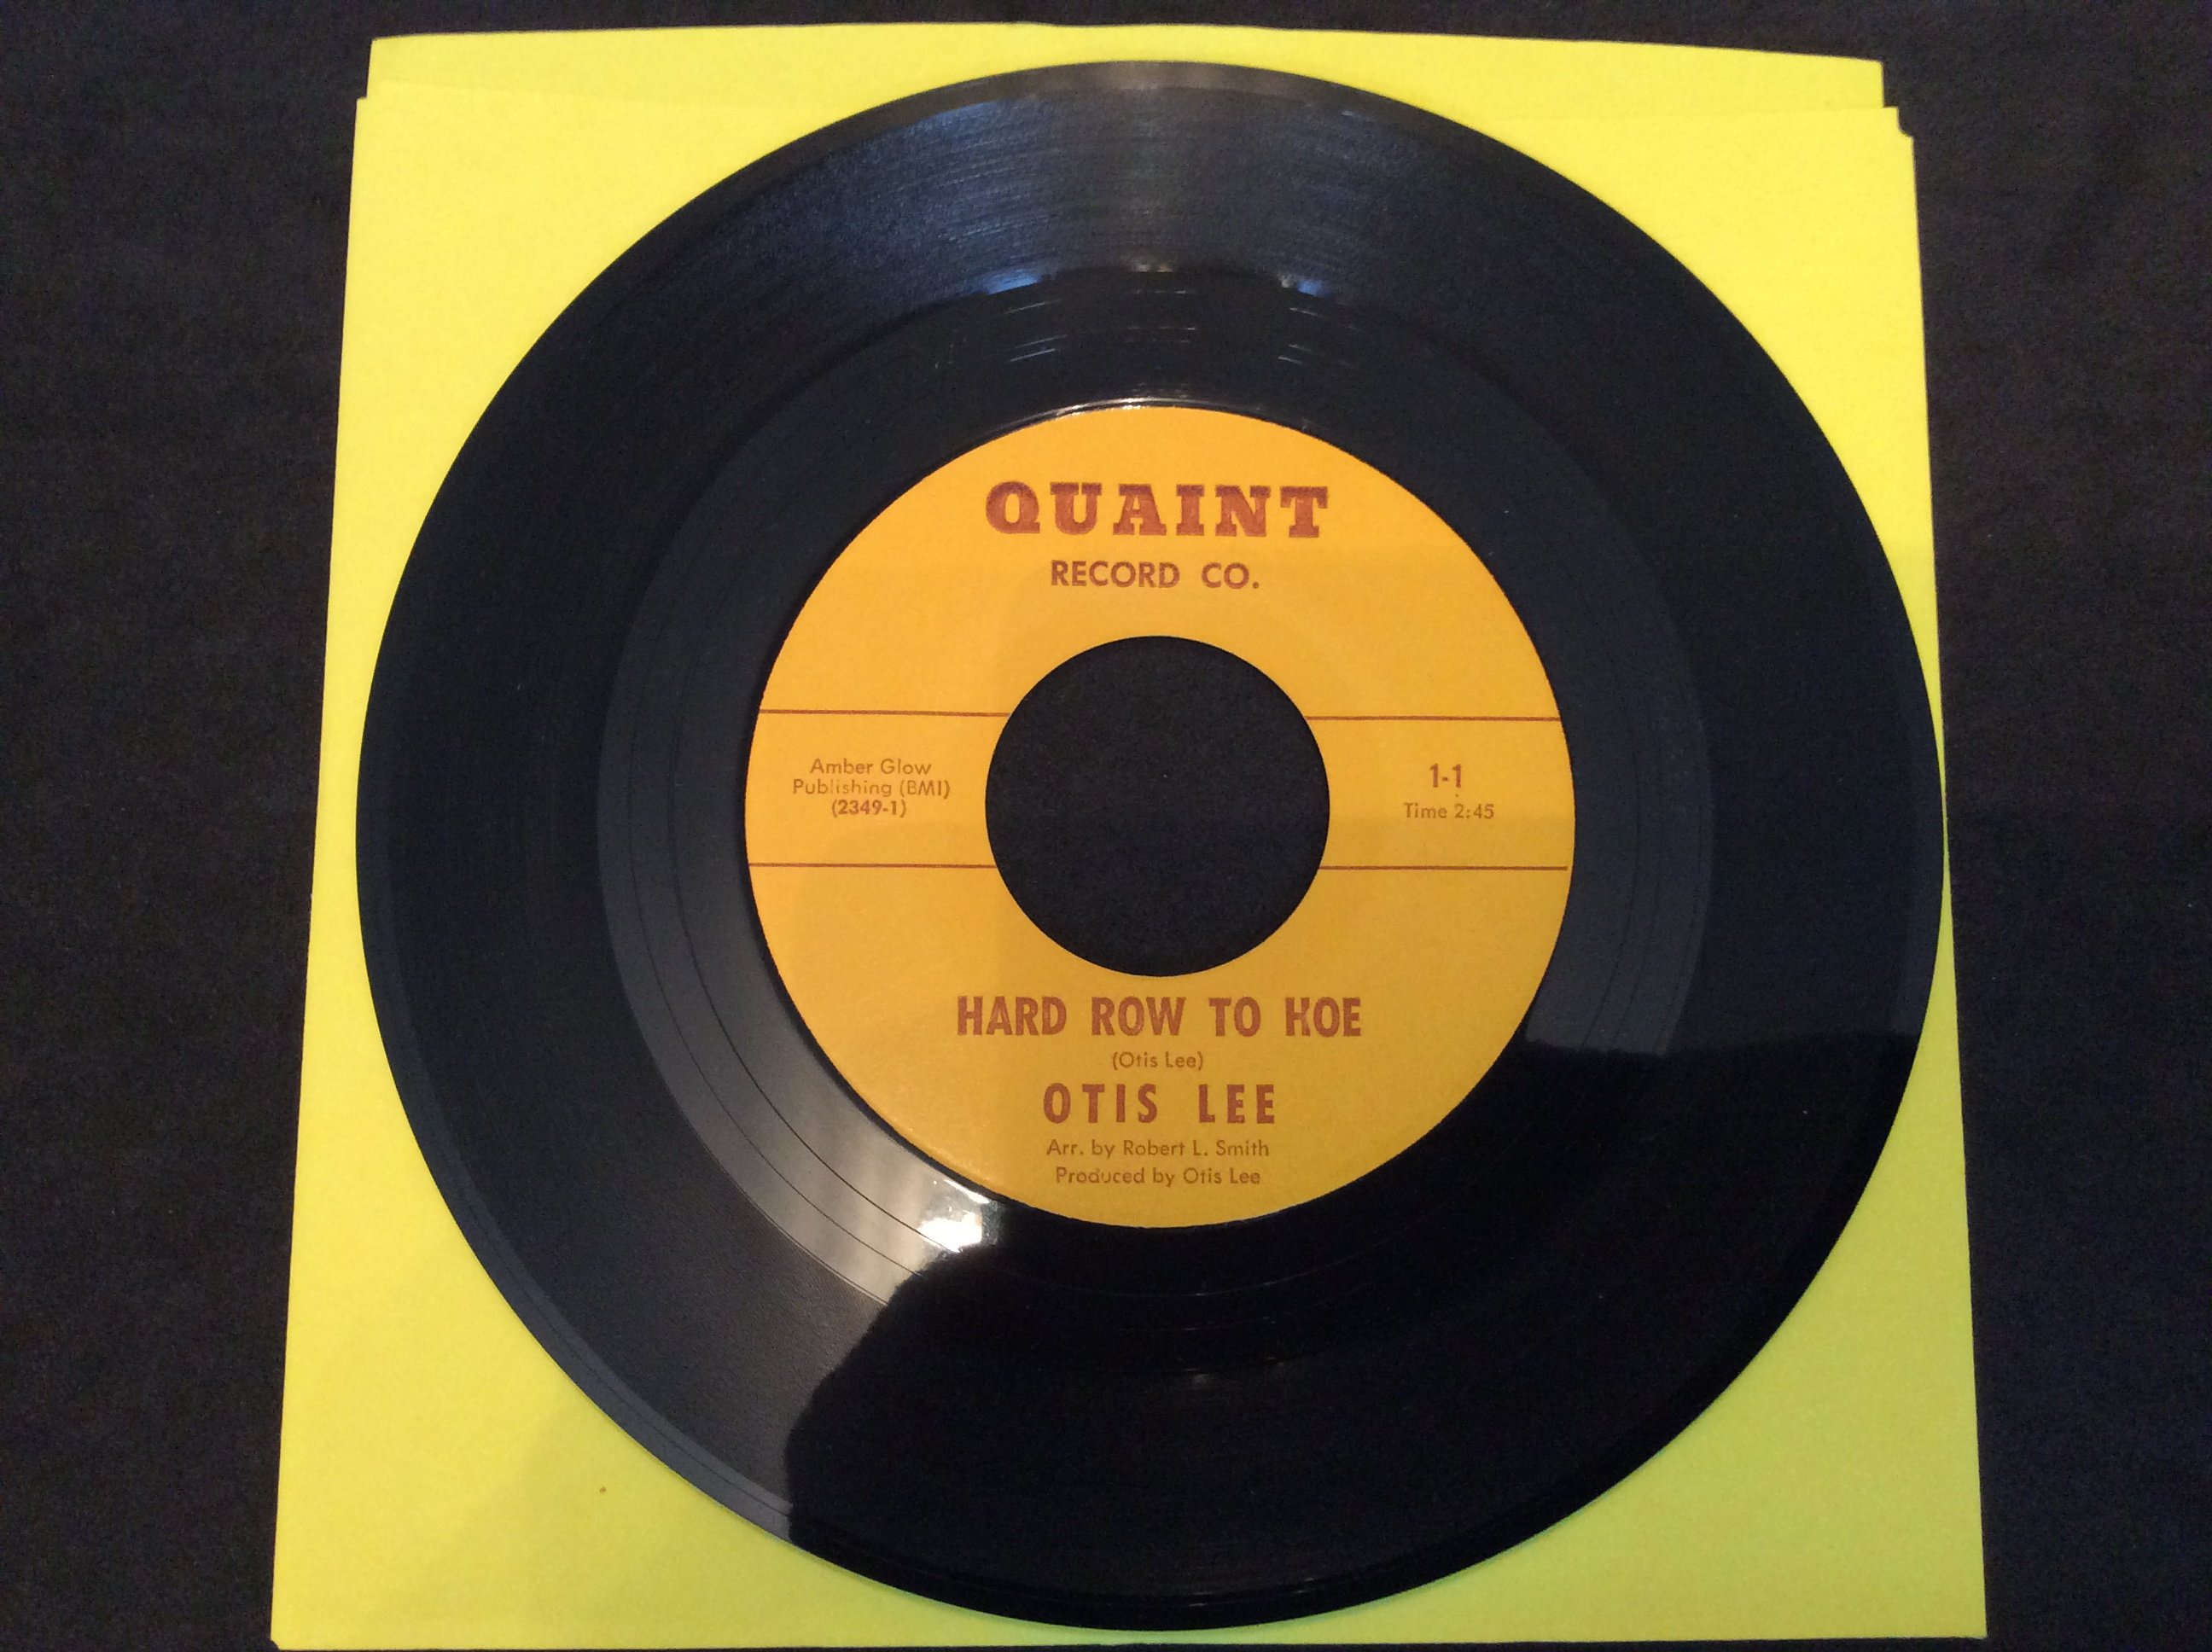 QUAINT
RECORD CO.
Amber Glow
Publishing (BMI)
(2349-1)
1-1
Time 2:45
HARD ROW TO HOE
(Otis Lee)
OTIS LEE
Arr. by Robert L. Smith
Produced by Otis Lee